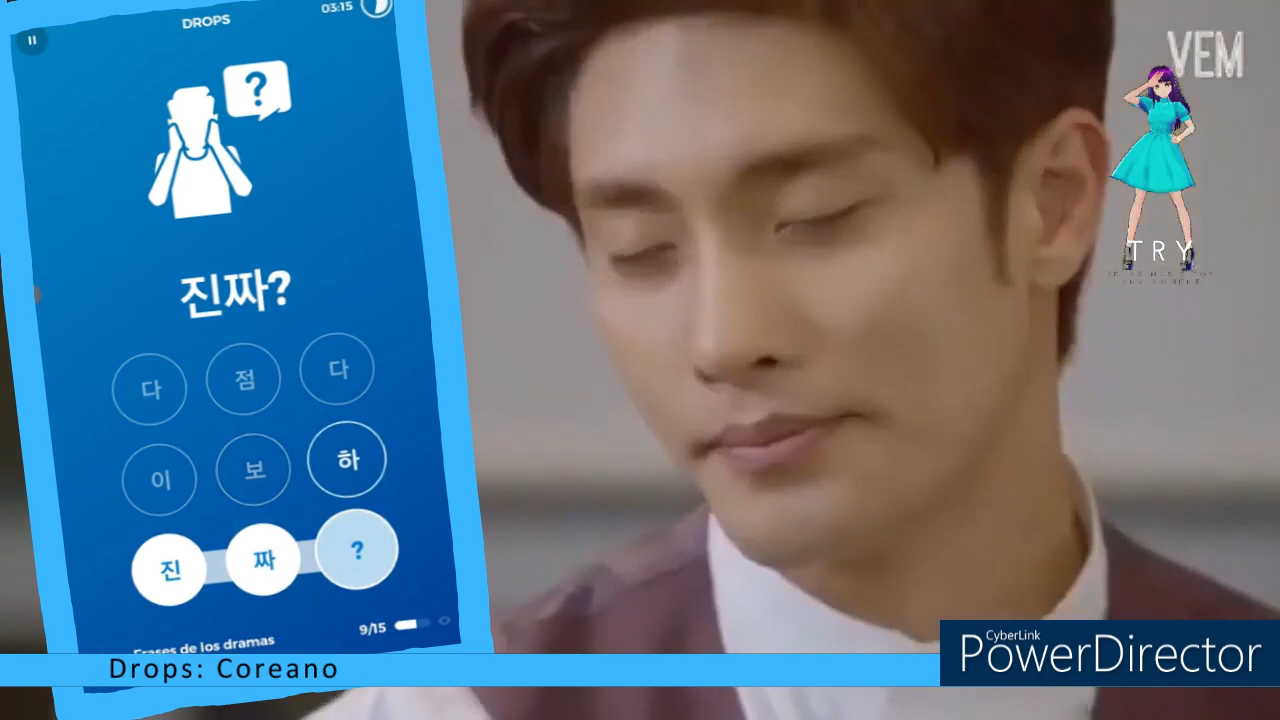 DROPS
03:15
?
진짜?
다 점 다
이 보 하
진 짜 ?
9/15
Frases de los dramas
Drops: Coreano
VEM
TRY
CyberLink
PowerDirector